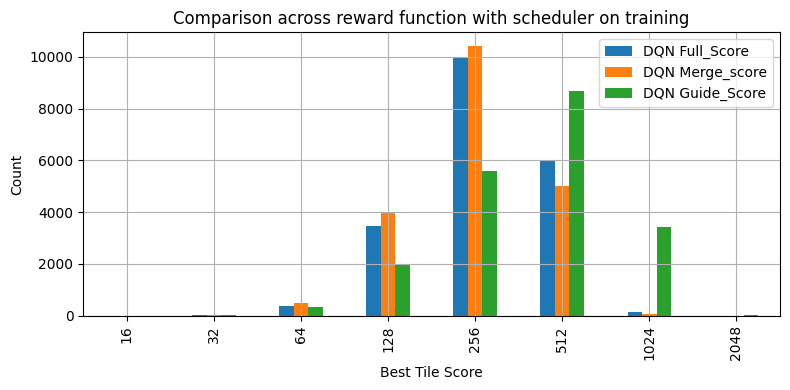 Comparison across reward function with scheduler on training
DQN Full_Score
DQN Merge_score
DQN Guide_Score
Count
10000
8000
6000
4000
2000
0
16
32
64
128
256
512
1024
2048
Best Tile Score